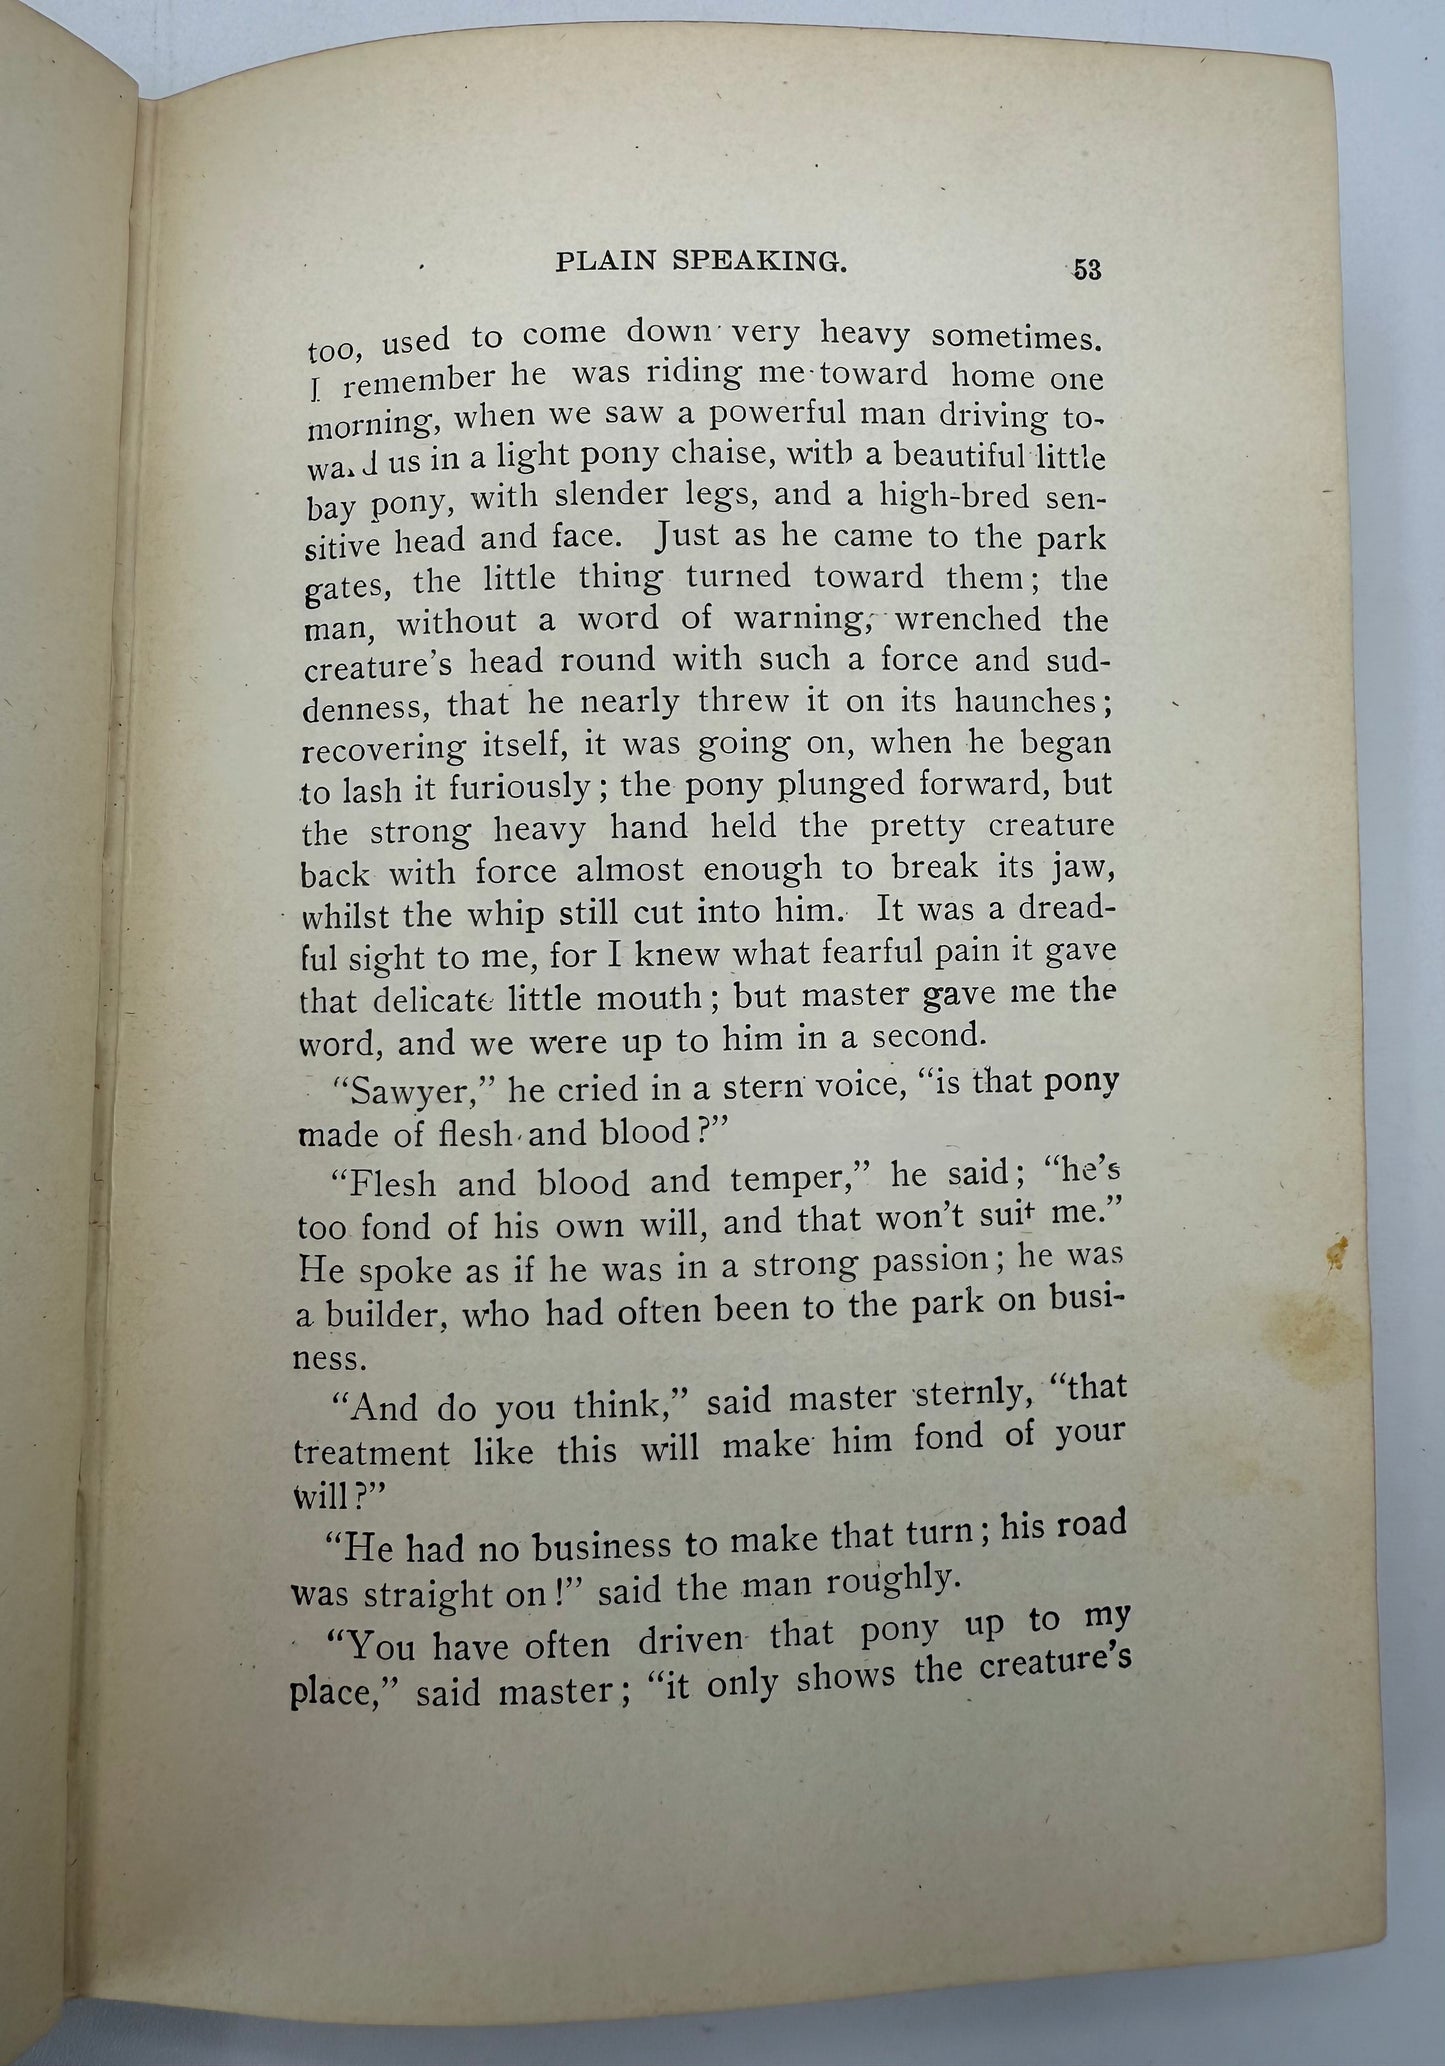 PLAIN SPEAKING. 53
too, used to come down very heavy sometimes.
I remember he was riding me toward home one
morning, when we saw a powerful man driving to-
ward us in a light pony chaise, with a beautiful little
bay pony, with slender legs, and a high-bred sen-
sitive head and face. Just as he came to the park
gates, the little thing turned toward them; the
man, without a word of warning, wrenched the
creature's head round with such a force and sud-
denness, that he nearly threw it on its haunches;
recovering itself, it was going on, when he began
to lash it furiously; the pony plunged forward, but
the strong heavy hand held the pretty creature
back with force almost enough to break its jaw,
whilst the whip still cut into him. It was a dread-
ful sight to me, for I knew what fearful pain it gave
that delicate little mouth; but master gave me the
word, and we were up to him in a second.
"Sawyer," he cried in a stern voice, "is that pony
made of flesh and blood?"
"Flesh and blood and temper," he said; "he's
too fond of his own will, and that won't suit me."
He spoke as if he was in a strong passion; he was
a builder, who had often been to the park on busi-
ness.
"And do you think," said master sternly, "that
treatment like this will make him fond of your
will?"
"He had no business to make that turn; his road
was straight on!" said the man roughly.
"You have often driven that pony up to my
place," said master; "it only shows the creature's